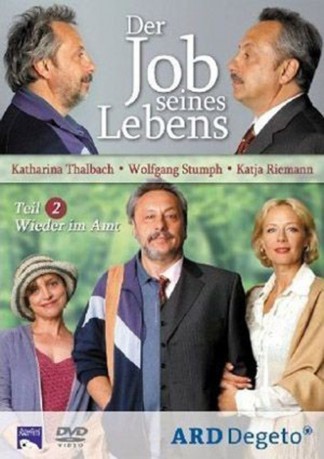 Der
Job
seines
Lebens
Katharina Thalbach • Wolfgang Stumph • Katja Riemann
Teil 2
Wieder im Amt
DVD
VIDEO
ARD Degeto